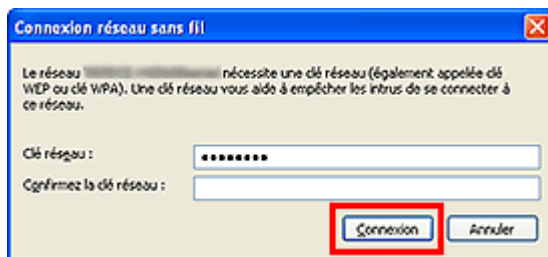 Connexion réseau sans fil
Le réseau nécessite une clé réseau (également appelée clé
WEP ou clé WPA). Une clé réseau vous aide à empêcher les intrus de se connecter à
ce réseau.
Clé réseau :
••••••••
Confirmez la clé réseau :
Connexion
Annuler